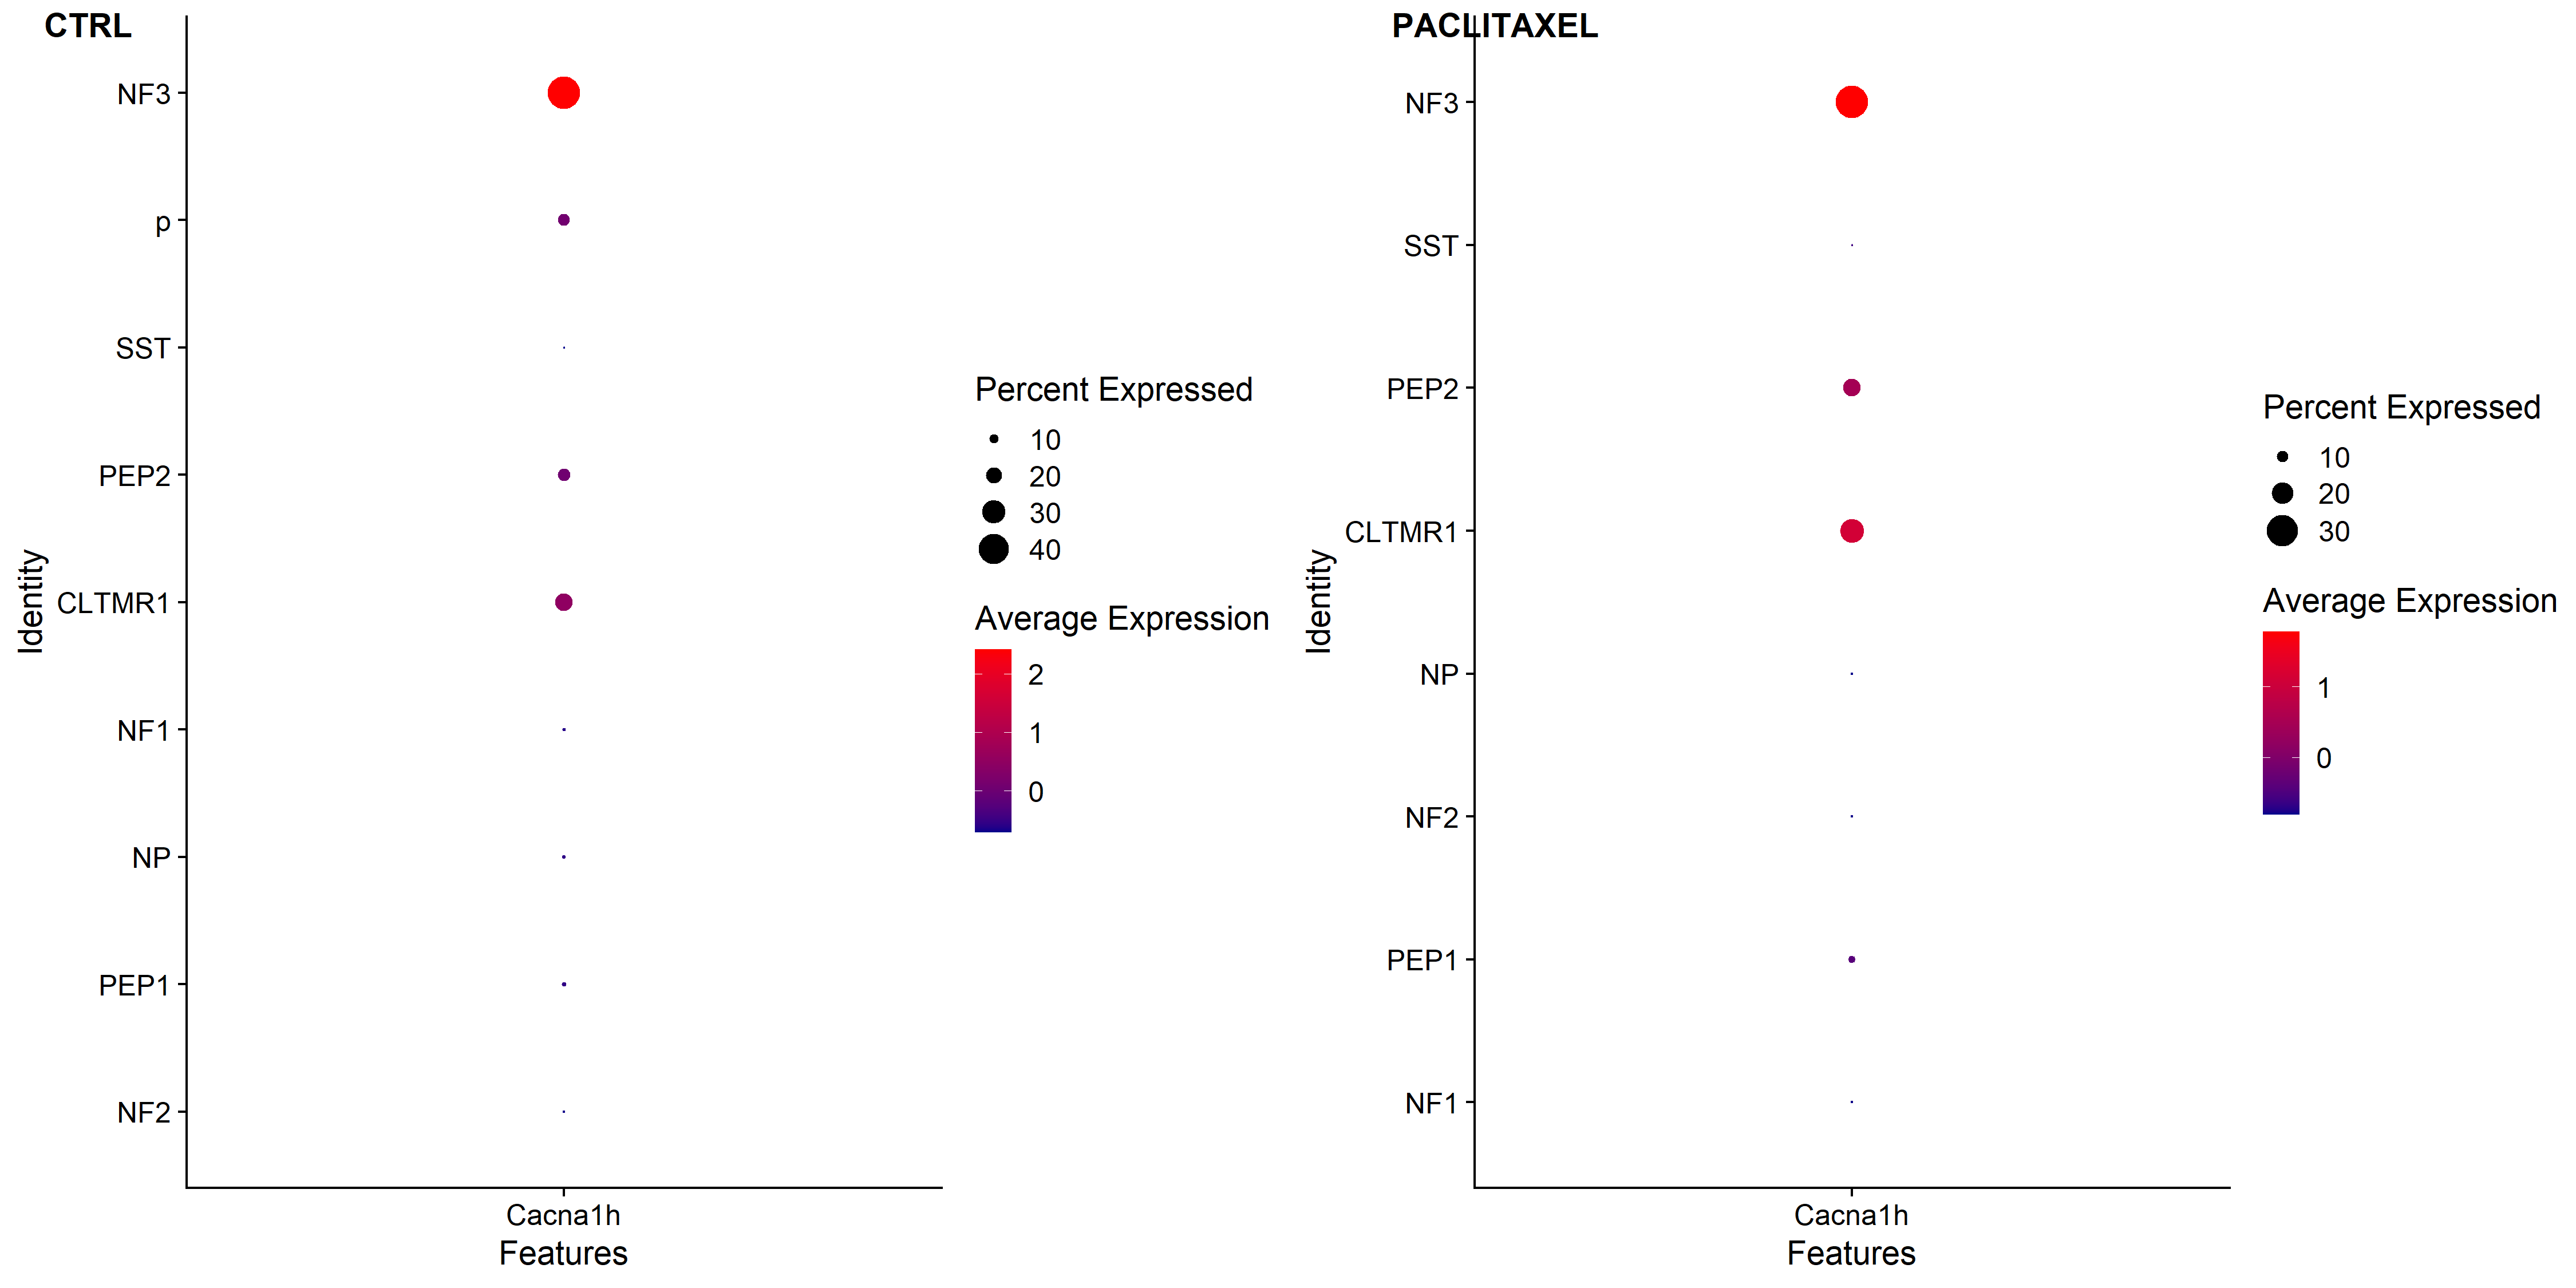 CTRL
NF3
p
SST
PEP2
CLTMR1
NF1
NP
PEP1
NF2
Identity
Cacna1h
Features
Percent Expressed
10
20
30
40
Average Expression
2
1
0
PACLITAXEL
NF3
SST
PEP2
CLTMR1
NP
NF2
PEP1
NF1
Identity
Cacna1h
Features
Percent Expressed
10
20
30
Average Expression
1
0